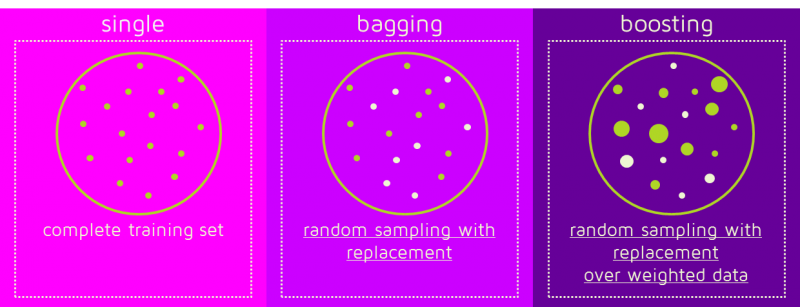 single
complete training set
bagging
random sampling with
replacement
boosting
random sampling with
replacement
over weighted data